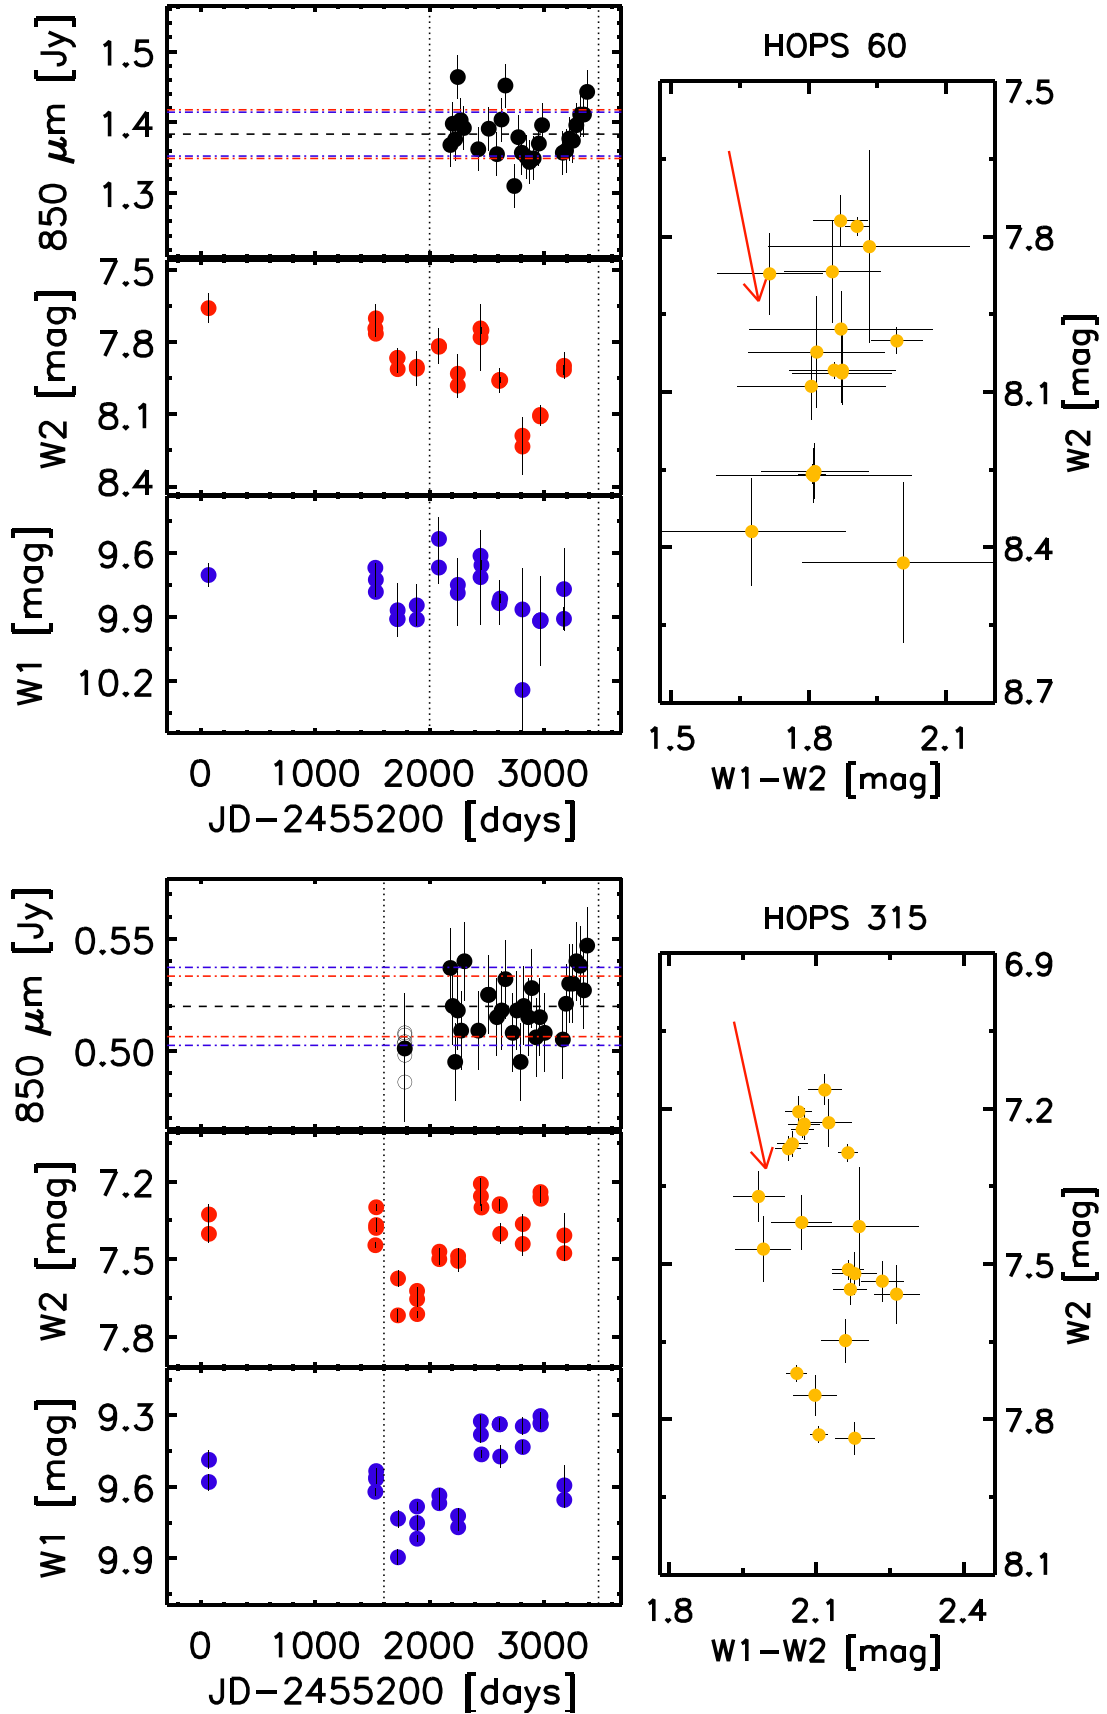 850 µm [Jy]
1.5
1.4
1.3
W2 [mag]
7.5
7.8
8.1
8.4
W1 [mag]
9.6
9.9
10.2
0 1000 2000 3000
JD−2455200 [days]
HOPS 60
7.5
7.8
8.1
8.4
8.7
W2 [mag]
1.5 1.8 2.1
W1−W2 [mag]
850 µm [Jy]
0.55
0.50
W2 [mag]
7.2
7.5
7.8
W1 [mag]
9.3
9.6
9.9
0 1000 2000 3000
JD−2455200 [days]
HOPS 315
6.9
7.2
7.5
7.8
8.1
W2 [mag]
1.8 2.1 2.4
W1−W2 [mag]